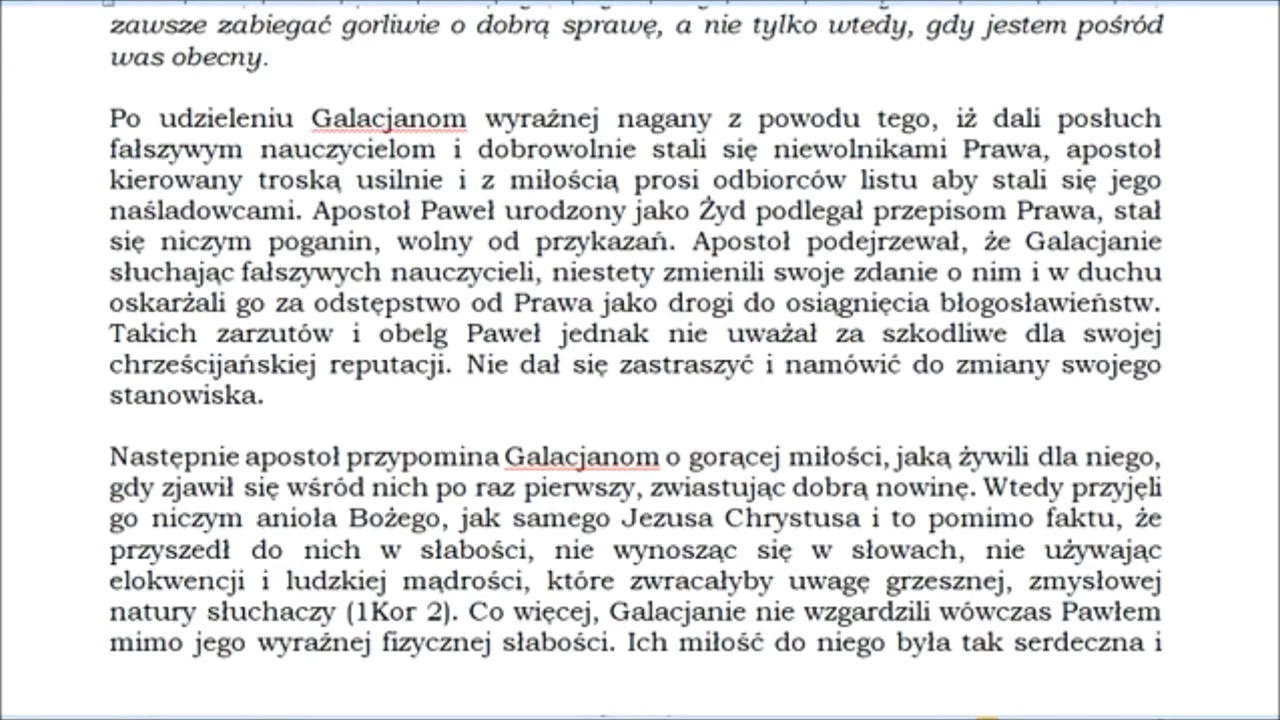 zawsze zabiegać gorliwie o dobrą sprawę, a nie tylko wtedy, gdy jestem pośród
was obecny.
Po udzieleniu Galacjanom wyraźnej nagany z powodu tego, iż dali posłuch
fałszywym nauczycielom i dobrowolnie stali się niewolnikami Prawa, apostoł
kierowany troską usilnie i z miłością prosi odbiorców listu aby stali się jego
naśladowcami. Apostoł Paweł urodzony jako Żyd podlegał przepisom Prawa, stał
się niczym poganin, wolny od przykazań. Apostoł podejrzewał, że Galacjanie
słuchając fałszywych nauczycieli, niestety zmienili swoje zdanie o nim i w duchu
oskarżali go za odstępstwo od Prawa jako drogi do osiągnięcia błogosławieństw.
Takich zarzutów i obelg Paweł jednak nie uważał za szkodliwe dla swojej
chrześcijańskiej reputacji. Nie dał się zastraszyć i namówić do zmiany swojego
stanowiska.
Następnie apostoł przypomina Galacjanom o gorącej miłości, jaką żywili dla niego,
gdy zjawił się wśród nich po raz pierwszy, zwiastując dobrą nowinę. Wtedy przyjęli
go niczym anioła Bożego, jak samego Jezusa Chrystusa i to pomimo faktu, że
przyszedł do nich w słabości, nie wynosząc się w słowach, nie używając
elokwencji i ludzkiej mądrości, które zwracałyby uwagę grzesznej, zmysłowej
natury słuchaczy (1Kor 2). Co więcej, Galacjanie nie wzgardzili wówczas Pawłem
mimo jego wyraźnej fizycznej słabości. Ich miłość do niego była tak serdeczna i